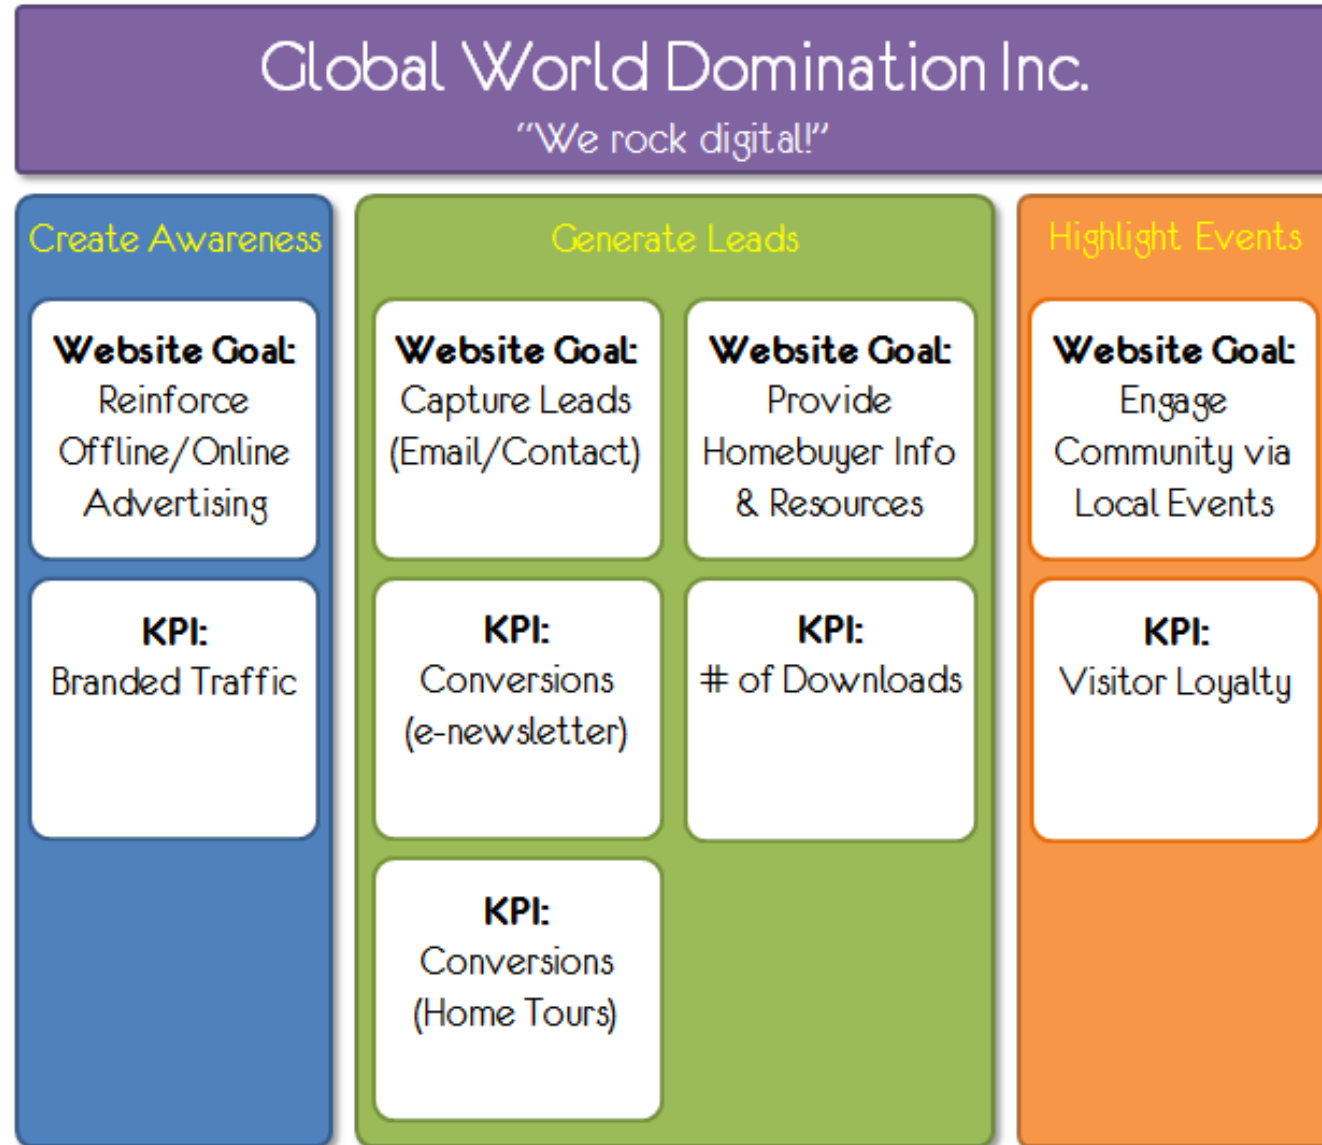 Global World Domination Inc.
"We rock digital!"
Create Awareness
Website Goal:
Reinforce
Offline/Online
Advertising
KPI:
Branded Traffic
Generate Leads
Website Goal:
Capture Leads
(Email/Contact)
KPI:
Conversions
(e-newsletter)
KPI:
Conversions
(Home Tours)
Website Goal:
Provide
Homebuyer Info
& Resources
KPI:
# of Downloads
Highlight Events
Website Goal:
Engage
Community via
Local Events
KPI:
Visitor Loyalty